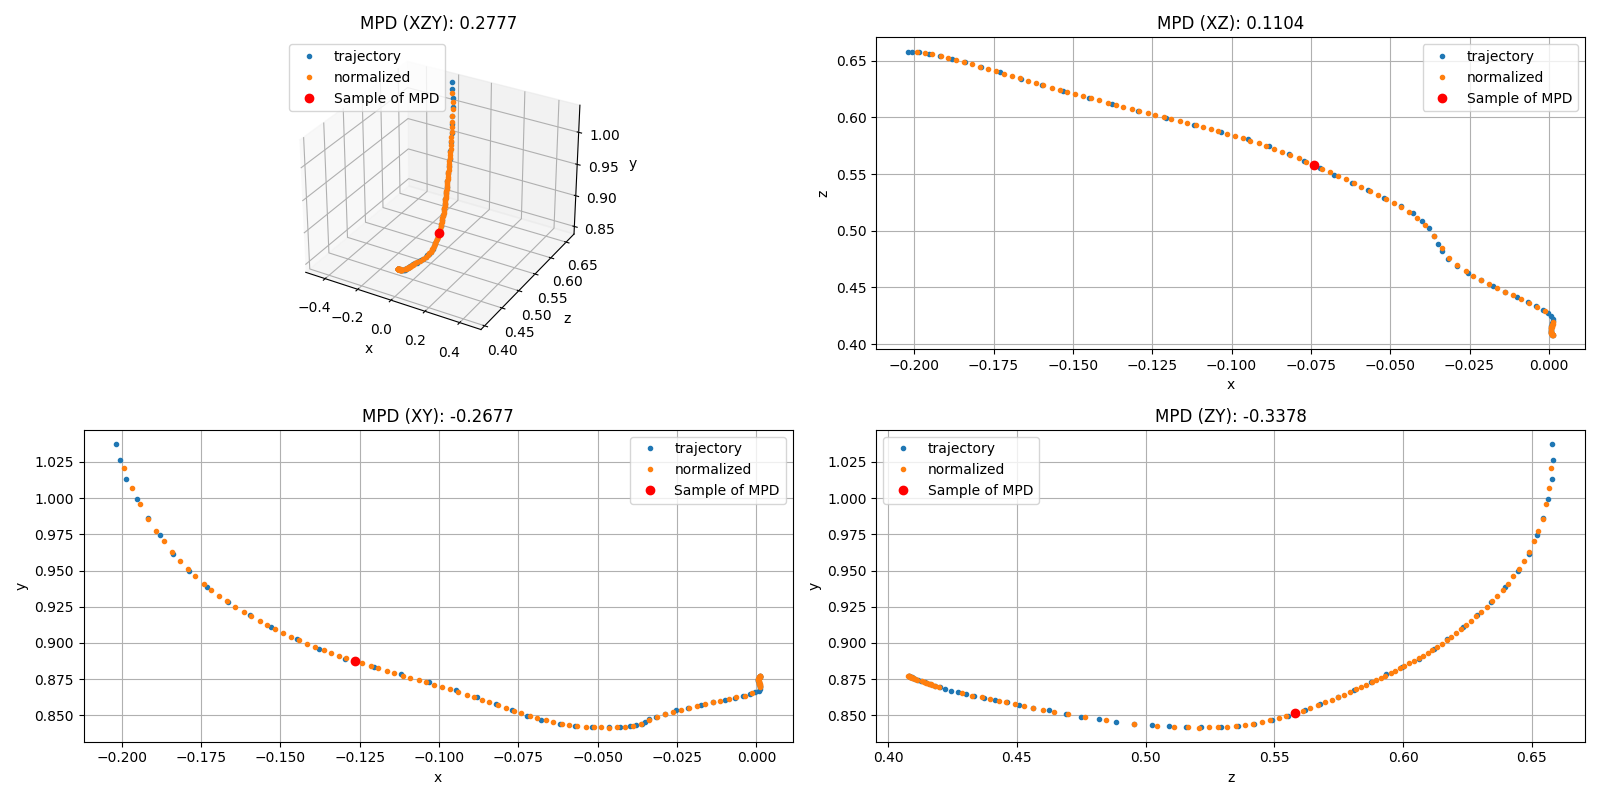 MPD (XZY): 0.2777
trajectory
normalized
Sample of MPD
1.00
0.95
0.90
0.85
y
0.65
0.60
0.55
0.50
0.45
0.40
z
−0.4
−0.2
0.0
0.2
0.4
x
MPD (XZ): 0.1104
trajectory
normalized
Sample of MPD
0.65
0.60
0.55
0.50
0.45
0.40
z
−0.200 −0.175 −0.150 −0.125 −0.100 −0.075 −0.050 −0.025 0.000
x
MPD (XY): -0.2677
trajectory
normalized
Sample of MPD
1.025
1.000
0.975
0.950
0.925
0.900
0.875
0.850
y
−0.200 −0.175 −0.150 −0.125 −0.100 −0.075 −0.050 −0.025 0.000
x
MPD (ZY): -0.3378
trajectory
normalized
Sample of MPD
1.025
1.000
0.975
0.950
0.925
0.900
0.875
0.850
y
0.40 0.45 0.50 0.55 0.60 0.65
z